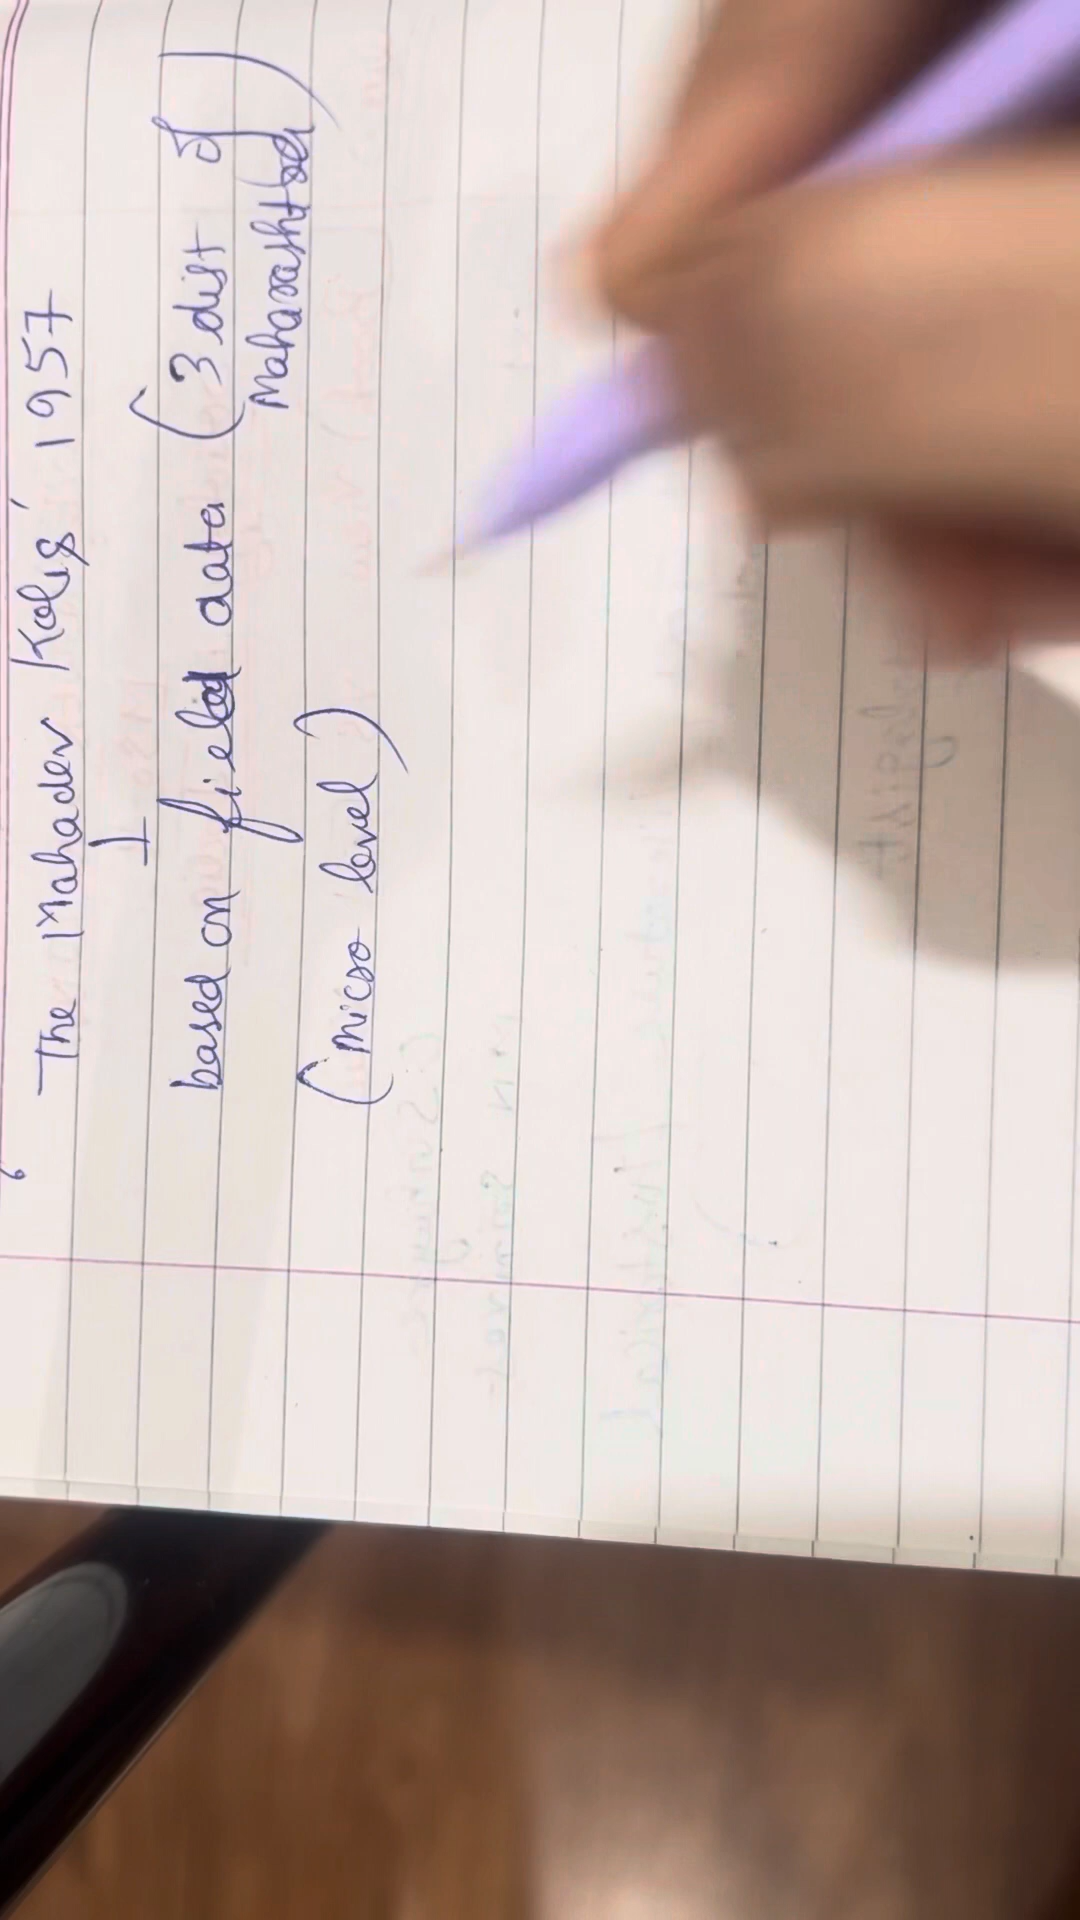 The Mahadev Kolis' 1957
based on field data (3 dist of
Maharashtra)
(micro level)